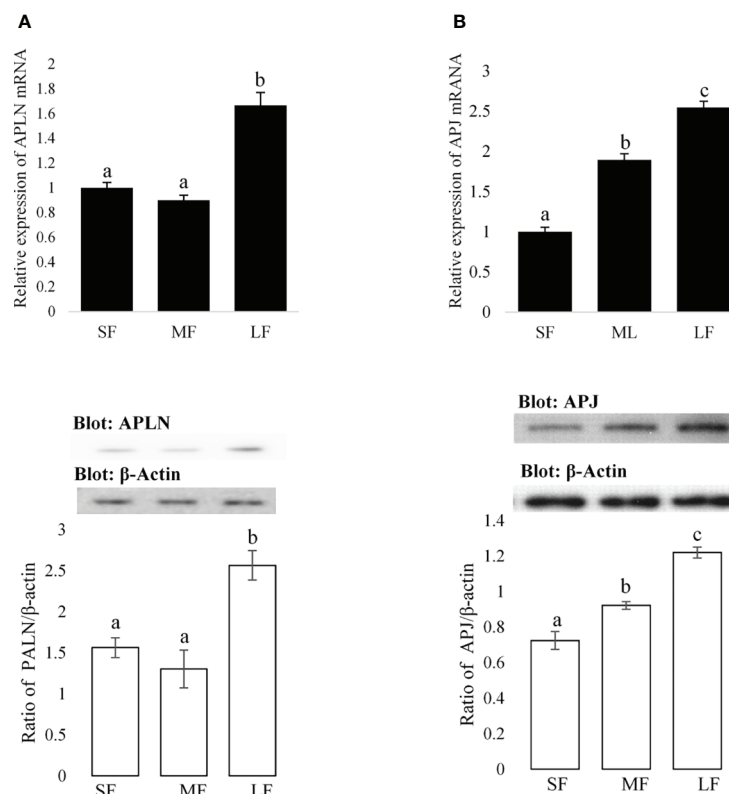 A
Relative expression of APLN mRNA
2
1.8
1.6
1.4
1.2
1
0.8
0.6
0.4
0.2
0
a
a
b
SF MF LF
Blot: APLN
Blot: β-Actin
Ratio of PALN/β-actin
3
2.5
2
1.5
1
0.5
0
a
a
b
SF MF LF
B
Relative expression of APJ mRANA
3
2.5
2
1.5
1
0.5
0
a
b
c
SF ML LF
Blot: APJ
Blot: β-Actin
Ratio of APJ/β-actin
1.4
1.2
1
0.8
0.6
0.4
0.2
0
a
b
c
SF MF LF